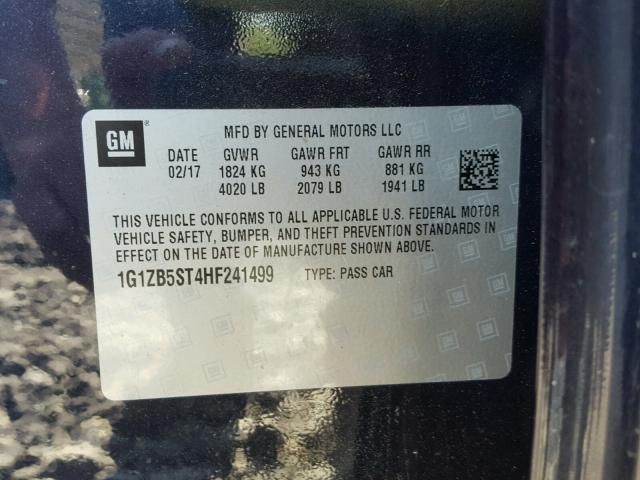 GM ® MFD BY GENERAL MOTORS LLC
DATE GVWR GAWR FRT GAWR RR
02/17 1824 KG 943 KG 881 KG
4020 LB 2079 LB 1941 LB
THIS VEHICLE CONFORMS TO ALL APPLICABLE U.S. FEDERAL MOTOR
VEHICLE SAFETY, BUMPER, AND THEFT PREVENTION STANDARDS IN
EFFECT ON THE DATE OF MANUFACTURE SHOWN ABOVE.
1G1ZB5ST4HF241499 TYPE: PASS CAR